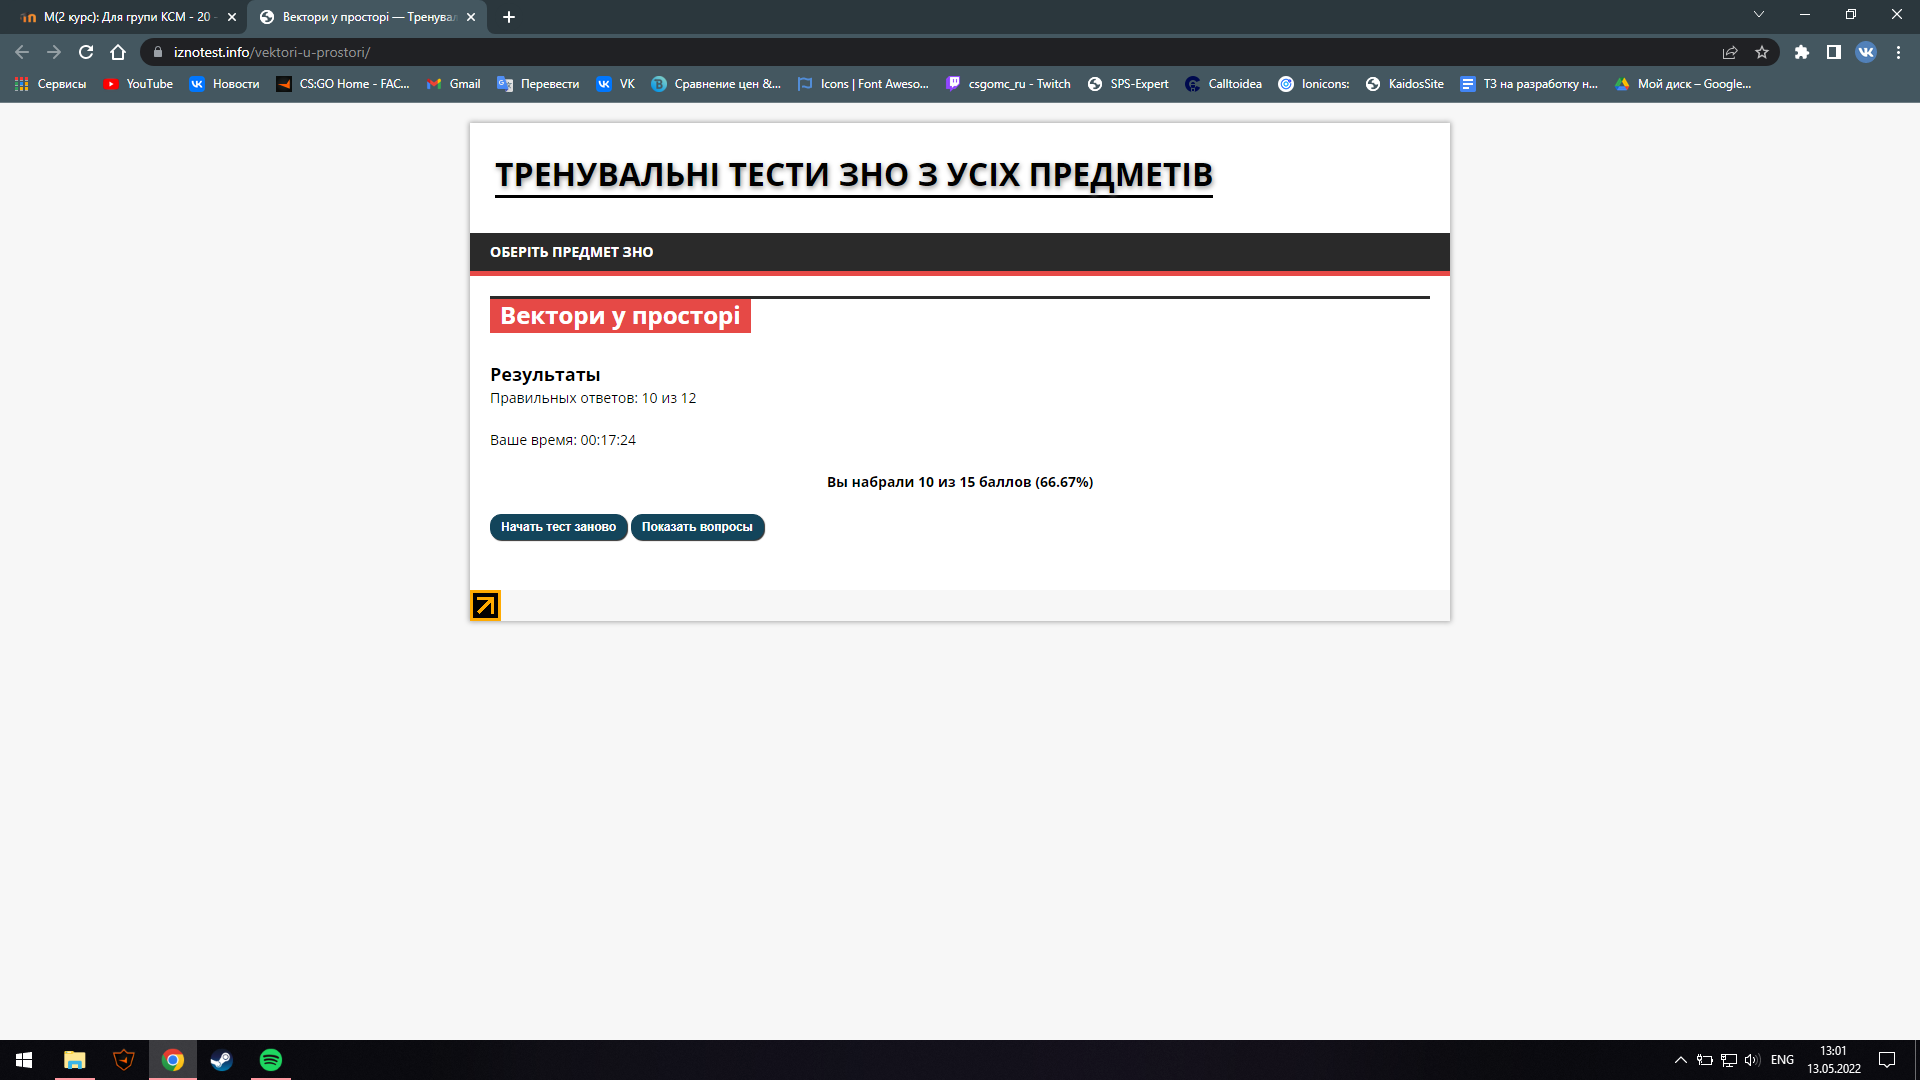 М(2 курс): Для групи КСМ - 20 -
Вектори у просторі — Тренувал
iznotest.info/vektori-u-prostori/
Сервисы
YouTube
Новости
CS:GO Home - FAC...
Gmail
Перевести
VK
Сравнение цен &...
Icons | Font Aweso...
csgomc_ru - Twitch
SPS-Expert
Calltoidea
Ionicons:
KaidosSite
ТЗ на разработку н...
Мой диск – Google...
ТРЕНУВАЛЬНІ ТЕСТИ ЗНО З УСІХ ПРЕДМЕТІВ
ОБЕРІТЬ ПРЕДМЕТ ЗНО
Вектори у просторі
Результаты
Правильных ответов: 10 из 12
Ваше время: 00:17:24
Вы набрали 10 из 15 баллов (66.67%)
Начать тест заново
Показать вопросы
ENG
13:01
13.05.2022